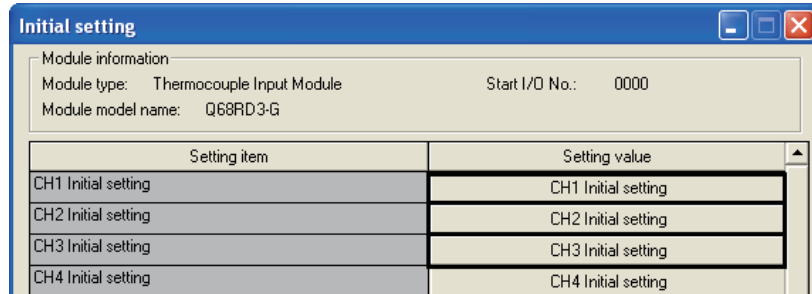 Initial setting
Module information
Module type: Thermocouple Input Module Start I/O No.: 0000
Module model name: Q68RD3-G
Setting item Setting value
CH1 Initial setting CH1 Initial setting
CH2 Initial setting CH2 Initial setting
CH3 Initial setting CH3 Initial setting
CH4 Initial setting CH4 Initial setting